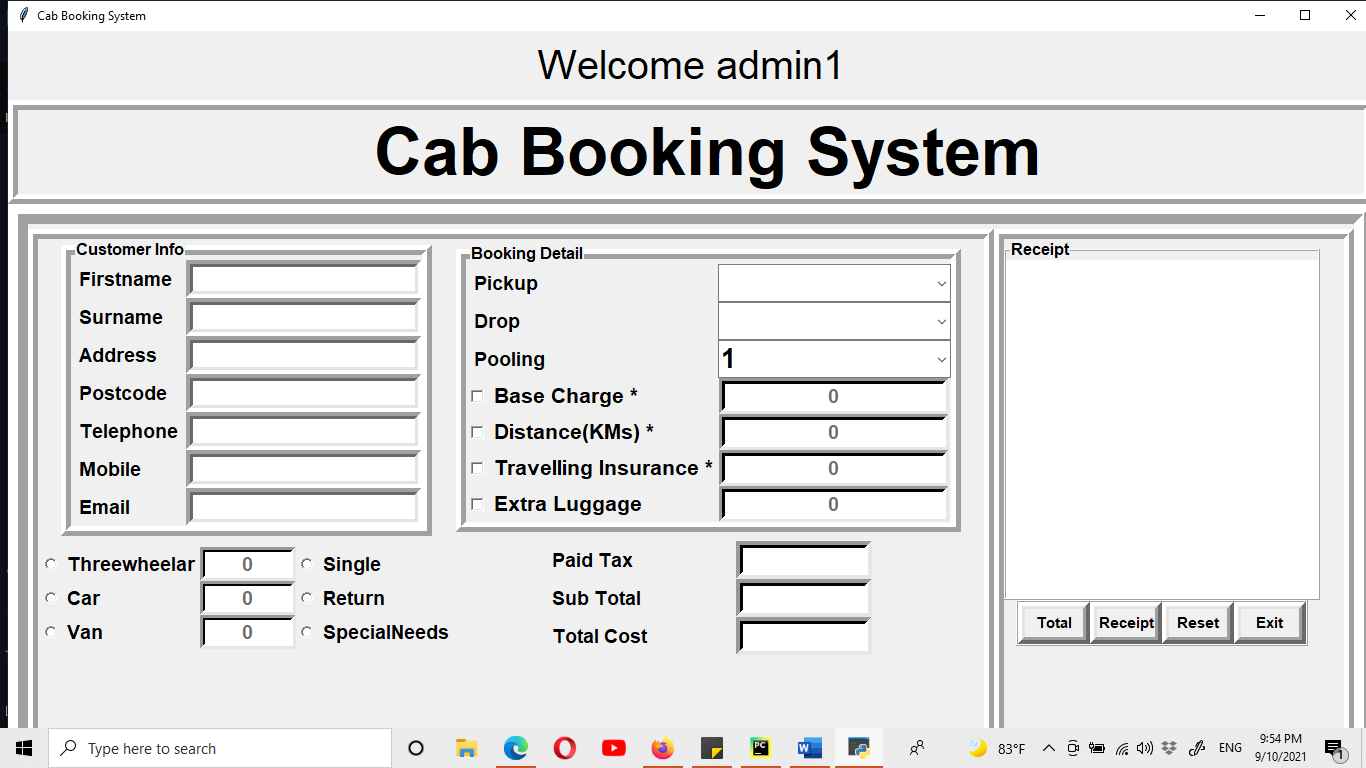 Cab Booking System
Welcome admin1
Cab Booking System
Customer Info
Firstname
Surname
Address
Postcode
Telephone
Mobile
Email
Booking Detail
Pickup
Drop
Pooling 1
Base Charge * 0
Distance(KMs) * 0
Travelling Insurance * 0
Extra Luggage 0
Receipt
Threewheelar 0 Single
Car 0 Return
Van 0 SpecialNeeds
Paid Tax
Sub Total
Total Cost
Total Receipt Reset Exit
Type here to search
PC
W
83°F
ENG
9:54 PM
9/10/2021
1